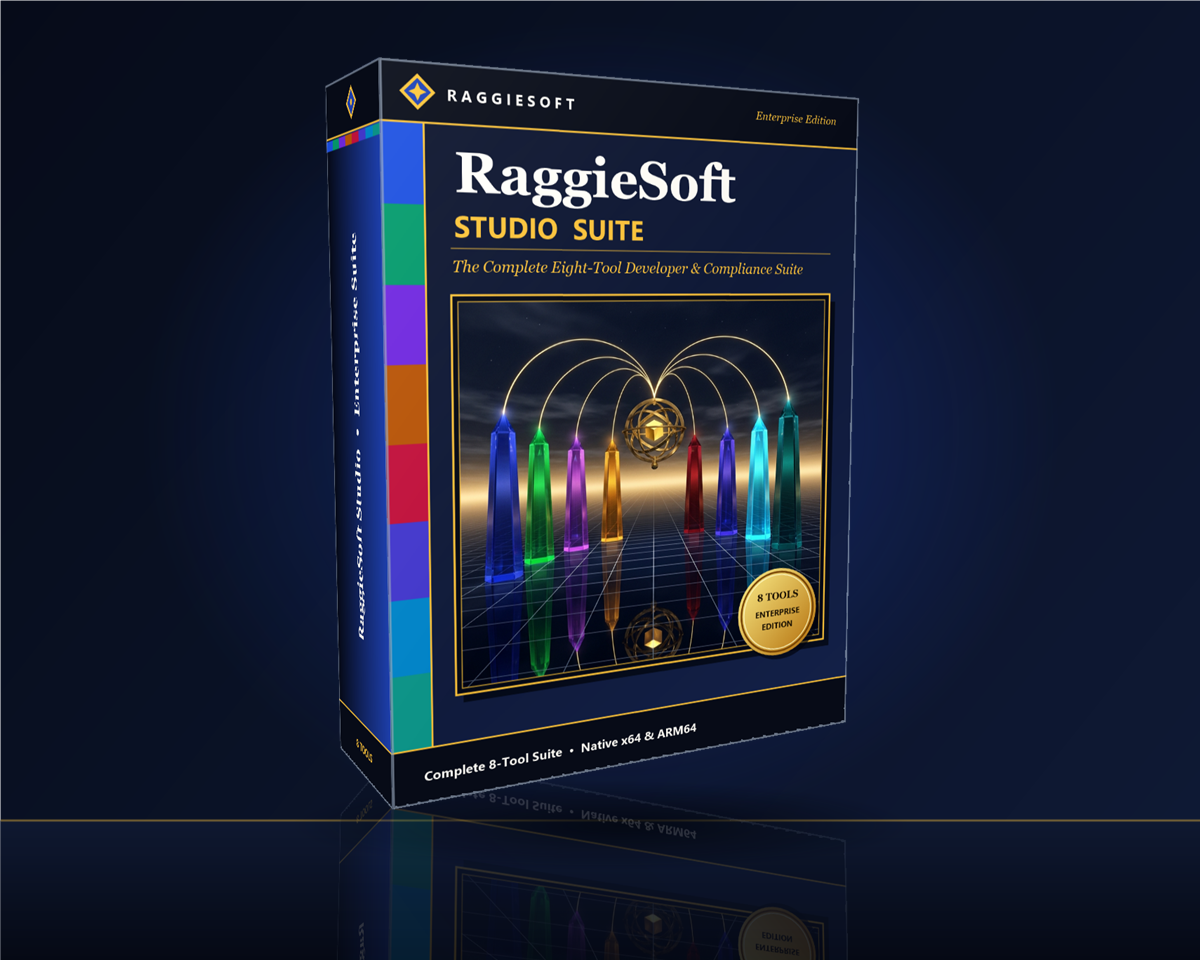 RAGGIESOFT
Enterprise Edition
RaggieSoft
STUDIO SUITE
The Complete Eight-Tool Developer & Compliance Suite
RaggieSoft Studio • Enterprise Suite
8 TOOLS
ENTERPRISE
EDITION
8 TOOLS
Complete 8-Tool Suite • Native x64 & ARM64